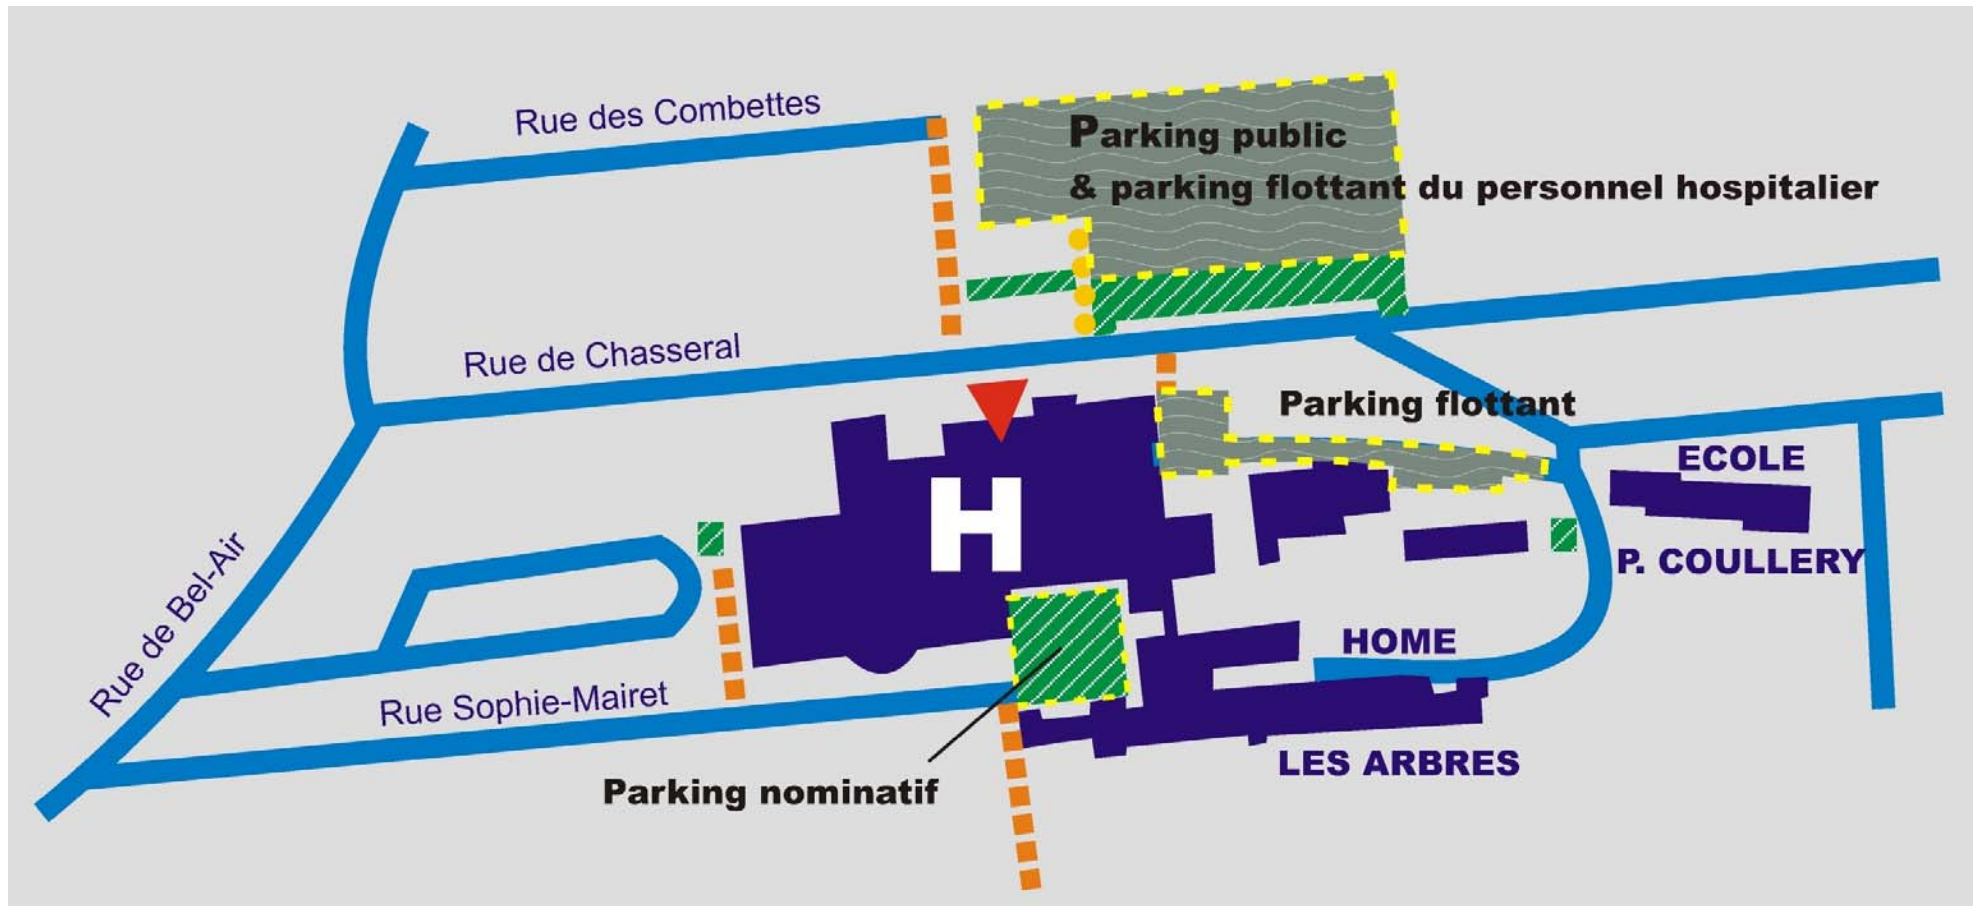 Rue des Combettes
Parking public
& parking flottant du personnel hospitalier
Rue de Chasseral
Parking flottant
ECOLE
H
Rue de Bel-Air
P. COULLERY
HOME
Rue Sophie-Mairet
LES ARBRES
Parking nominatif